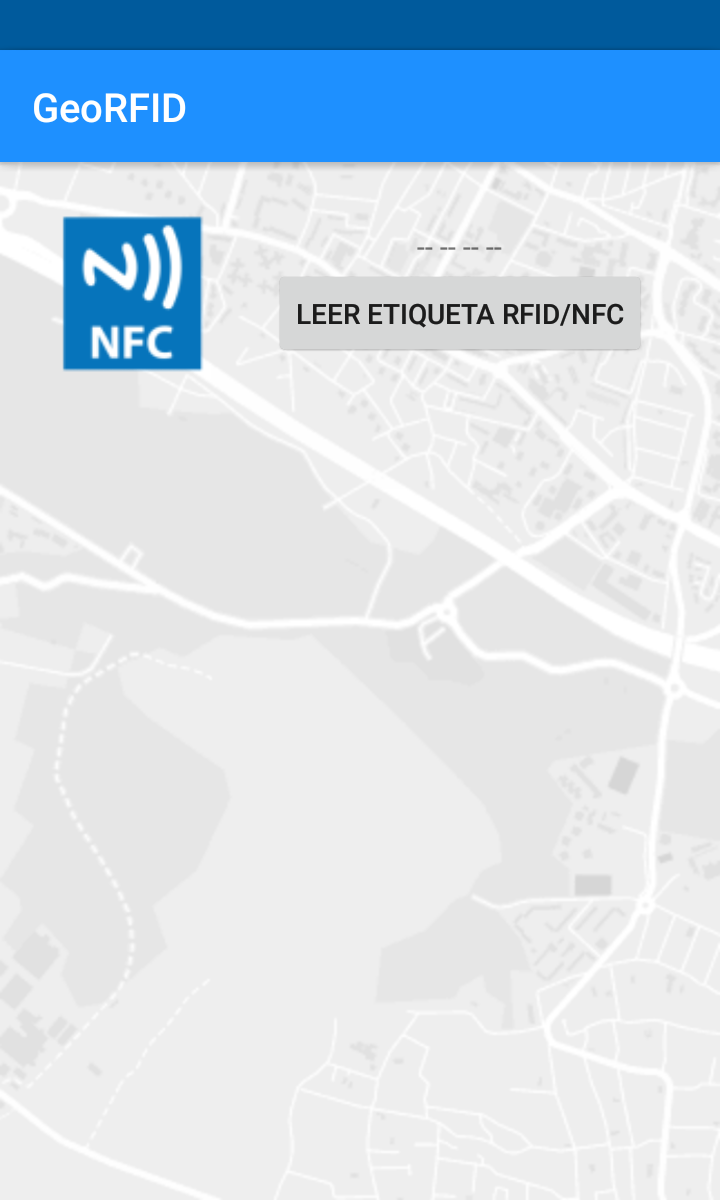 GeoRFID
NFC
-- -- -- --
LEER ETIQUETA RFID/NFC